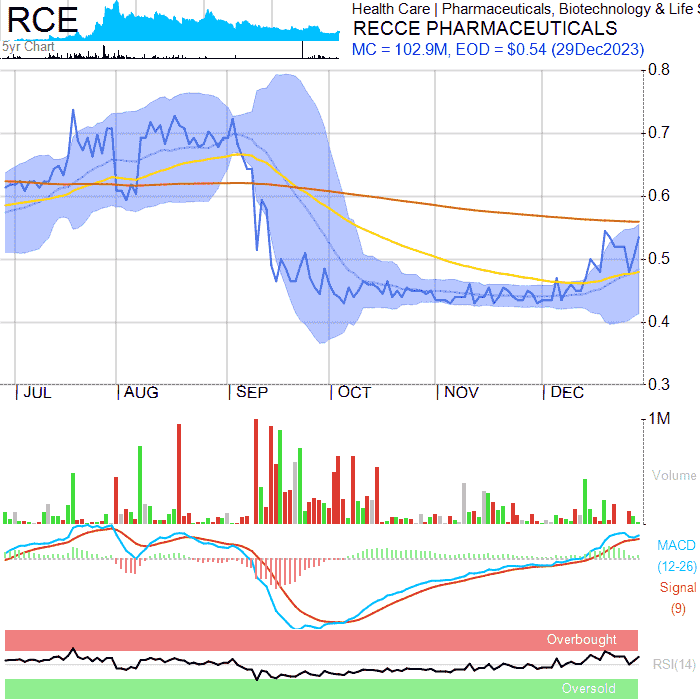 RCE
5yr Chart
Health Care | Pharmaceuticals, Biotechnology & Life S
RECCE PHARMACEUTICALS
MC = 102.9M, EOD = $0.54 (29Dec2023)
0.8
0.7
0.6
0.5
0.4
0.3
JUL
AUG
SEP
OCT
NOV
DEC
1M
Volume
MACD
(12-26)
Signal
(9)
Overbought
RSI(14)
Oversold